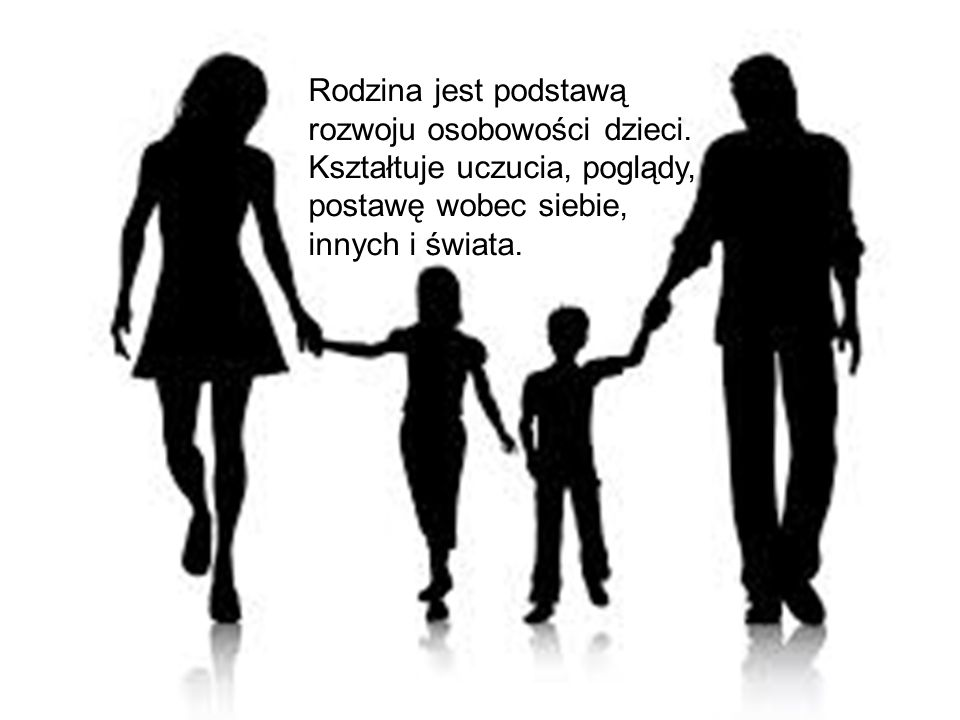 Rodzina jest podstawą
rozwoju osobowości dzieci.
Kształtuje uczucia, poglądy,
postawę wobec siebie,
innych i świata.